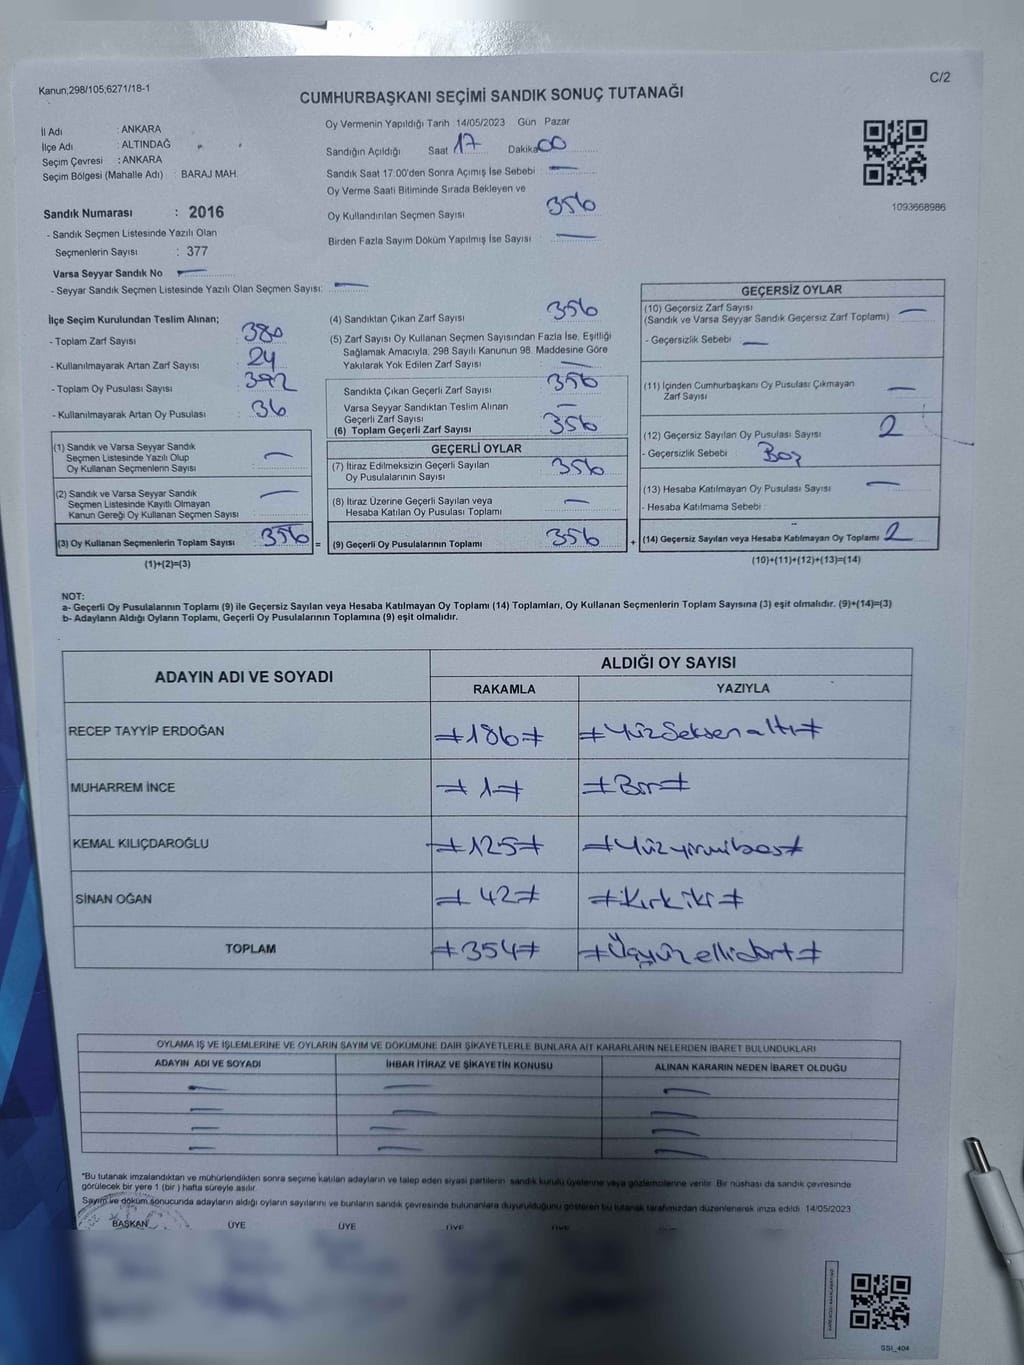 Kanun;298/105;6271/18-1
C/2
CUMHURBAŞKANI SEÇİMİ SANDIK SONUÇ TUTANAĞI
İl Adı : ANKARA
İlçe Adı : ALTINDAĞ
Seçim Çevresi : ANKARA
Seçim Bölgesi (Mahalle Adı) : BARAJ MAH.
Sandık Numarası : 2016
- Sandık Seçmen Listesinde Yazılı Olan
Seçmenlerin Sayısı : 377
Varsa Seyyar Sandık No —
- Seyyar Sandık Seçmen Listesinde Yazılı Olan Seçmen Sayısı: —
Oy Vermenin Yapıldığı Tarih :14/05/2023 Gün Pazar
Sandığın Açıldığı Saat 17 Dakika 00
Sandık Saat 17:00'den Sonra Açımış İse Sebebi : —
Oy Verme Saati Bitiminde Sırada Bekleyen ve
Oy Kullandırılan Seçmen Sayısı 356
Birden Fazla Sayım Döküm Yapılmış İse Sayısı : —
1093668986
İlçe Seçim Kurulundan Teslim Alınan;
- Toplam Zarf Sayısı 380
- Kullanılmayarak Artan Zarf Sayısı 24
- Toplam Oy Pusulası Sayısı 392
- Kullanılmayarak Artan Oy Pusulası 36
(1) Sandık ve Varsa Seyyar Sandık
Seçmen Listesinde Yazılı Olup
Oy Kullanan Seçmenlerin Sayısı —
(2) Sandık ve Varsa Seyyar Sandık
Seçmen Listesinde Kayıtlı Olmayan
Kanun Gereği Oy Kullanan Seçmen Sayısı —
(3) Oy Kullanan Seçmenlerin Toplam Sayısı 356 =
(1)+(2)=(3)
(4) Sandıktan Çıkan Zarf Sayısı 356
(5) Zarf Sayısı Oy Kullanan Seçmen Sayısından Fazla İse, Eşitliği
Sağlamak Amacıyla, 298 Sayılı Kanunun 98. Maddesine Göre
Yakılarak Yok Edilen Zarf Sayısı —
Sandıkta Çıkan Geçerli Zarf Sayısı 356
Varsa Seyyar Sandıktan Teslim Alınan
Geçerli Zarf Sayısı —
(6) Toplam Geçerli Zarf Sayısı 356
GEÇERLİ OYLAR
(7) İtiraz Edilmeksizin Geçerli Sayılan
Oy Pusulalarının Sayısı 356
(8) İtiraz Üzerine Geçerli Sayılan veya
Hesaba Katılan Oy Pusulası Toplamı —
(9) Geçerli Oy Pusulalarının Toplamı 356 +
GEÇERSİZ OYLAR
(10) Geçersiz Zarf Sayısı
(Sandık ve Varsa Seyyar Sandık Geçersiz Zarf Toplamı) —
- Geçersizlik Sebebi : —
(11) İçinden Cumhurbaşkanı Oy Pusulası Çıkmayan
Zarf Sayısı —
(12) Geçersiz Sayılan Oy Pusulası Sayısı 2
- Geçersizlik Sebebi : Boş
(13) Hesaba Katılmayan Oy Pusulası Sayısı —
- Hesaba Katılmama Sebebi :
(14) Geçersiz Sayılan veya Hesaba Katılmayan Oy Toplamı 2
(10)+(11)+(12)+(13)=(14)
NOT:
a- Geçerli Oy Pusulalarının Toplamı (9) ile Geçersiz Sayılan veya Hesaba Katılmayan Oy Toplamı (14) Toplamları, Oy Kullanan Seçmenlerin Toplam Sayısına (3) eşit olmalıdır. (9)+(14)=(3)
b- Adayların Aldığı Oyların Toplamı, Geçerli Oy Pusulalarının Toplamına (9) eşit olmalıdır.
ADAYIN ADI VE SOYADI
ALDIĞI OY SAYISI
RAKAMLA YAZIYLA
RECEP TAYYİP ERDOĞAN #186# #Yüzseksenaltı#
MUHARREM İNCE #1# #Bir#
KEMAL KILIÇDAROĞLU #125# #Yüzyirmibeş#
SİNAN OĞAN #42# #Kırkiki#
TOPLAM #354# #Üçyüzellidört#
OYLAMA İŞ VE İŞLEMLERİNE VE OYLARIN SAYIM VE DÖKÜMÜNE DAİR ŞİKAYETLERLE BUNLARA AİT KARARLARIN NELERDEN İBARET BULUNDUKLARI
ADAYIN ADI VE SOYADI İHBAR İTİRAZ VE ŞİKAYETİN KONUSU ALINAN KARARIN NEDEN İBARET OLDUĞU
— — —
— — —
— — —
— — —
*Bu tutanak imzalandıktan ve mühürlendikten sonra seçime katılan adayların ve talep eden siyasi partilerin sandık kurulu üyelerine veya gözlemcilerine verilir. Bir nüshası da sandık çevresinde
görülecek bir yere 1 (bir ) hafta süreyle asılır.
Sayım ve döküm sonucunda adayların aldığı oyların sayılarını ve bunların sandık çevresinde bulunanlara duyurulduğunu gösteren bu tutanak tarafımızdan düzenlenerek imza edildi. 14/05/2023
BAŞKAN ÜYE ÜYE ÜYE ÜYE
SSI_404